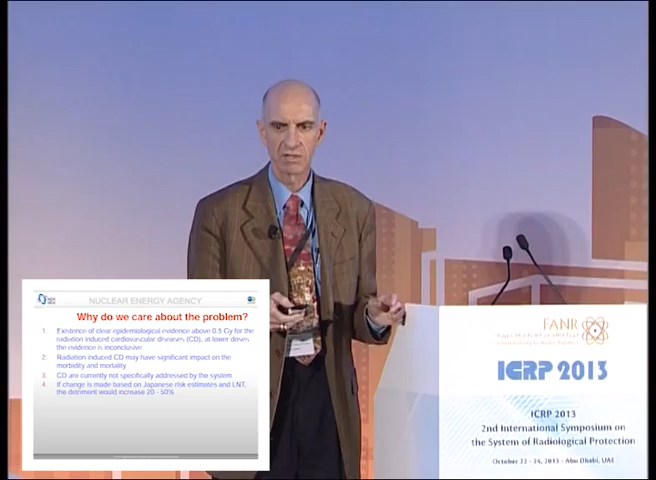 NUCLEAR ENERGY AGENCY
Why do we care about the problem?
1. Existence of clear epidemiological evidence above 0.5 Gy for the
radiation induced cardiovascular diseases (CD), at lower doses
the evidence is inconclusive
2. Radiation induced CD may have significant impact on the
morbidity and mortality
3. CD are currently not specifically addressed by the system
4. If change is made based on Japanese risk estimates and LNT,
the detriment would increase 20 - 50%
FANR
ICRP 2013
ICRP 2013
2nd International Symposium on
the System of Radiological Protection
October 22 - 24, 2013 - Abu Dhabi, UAE